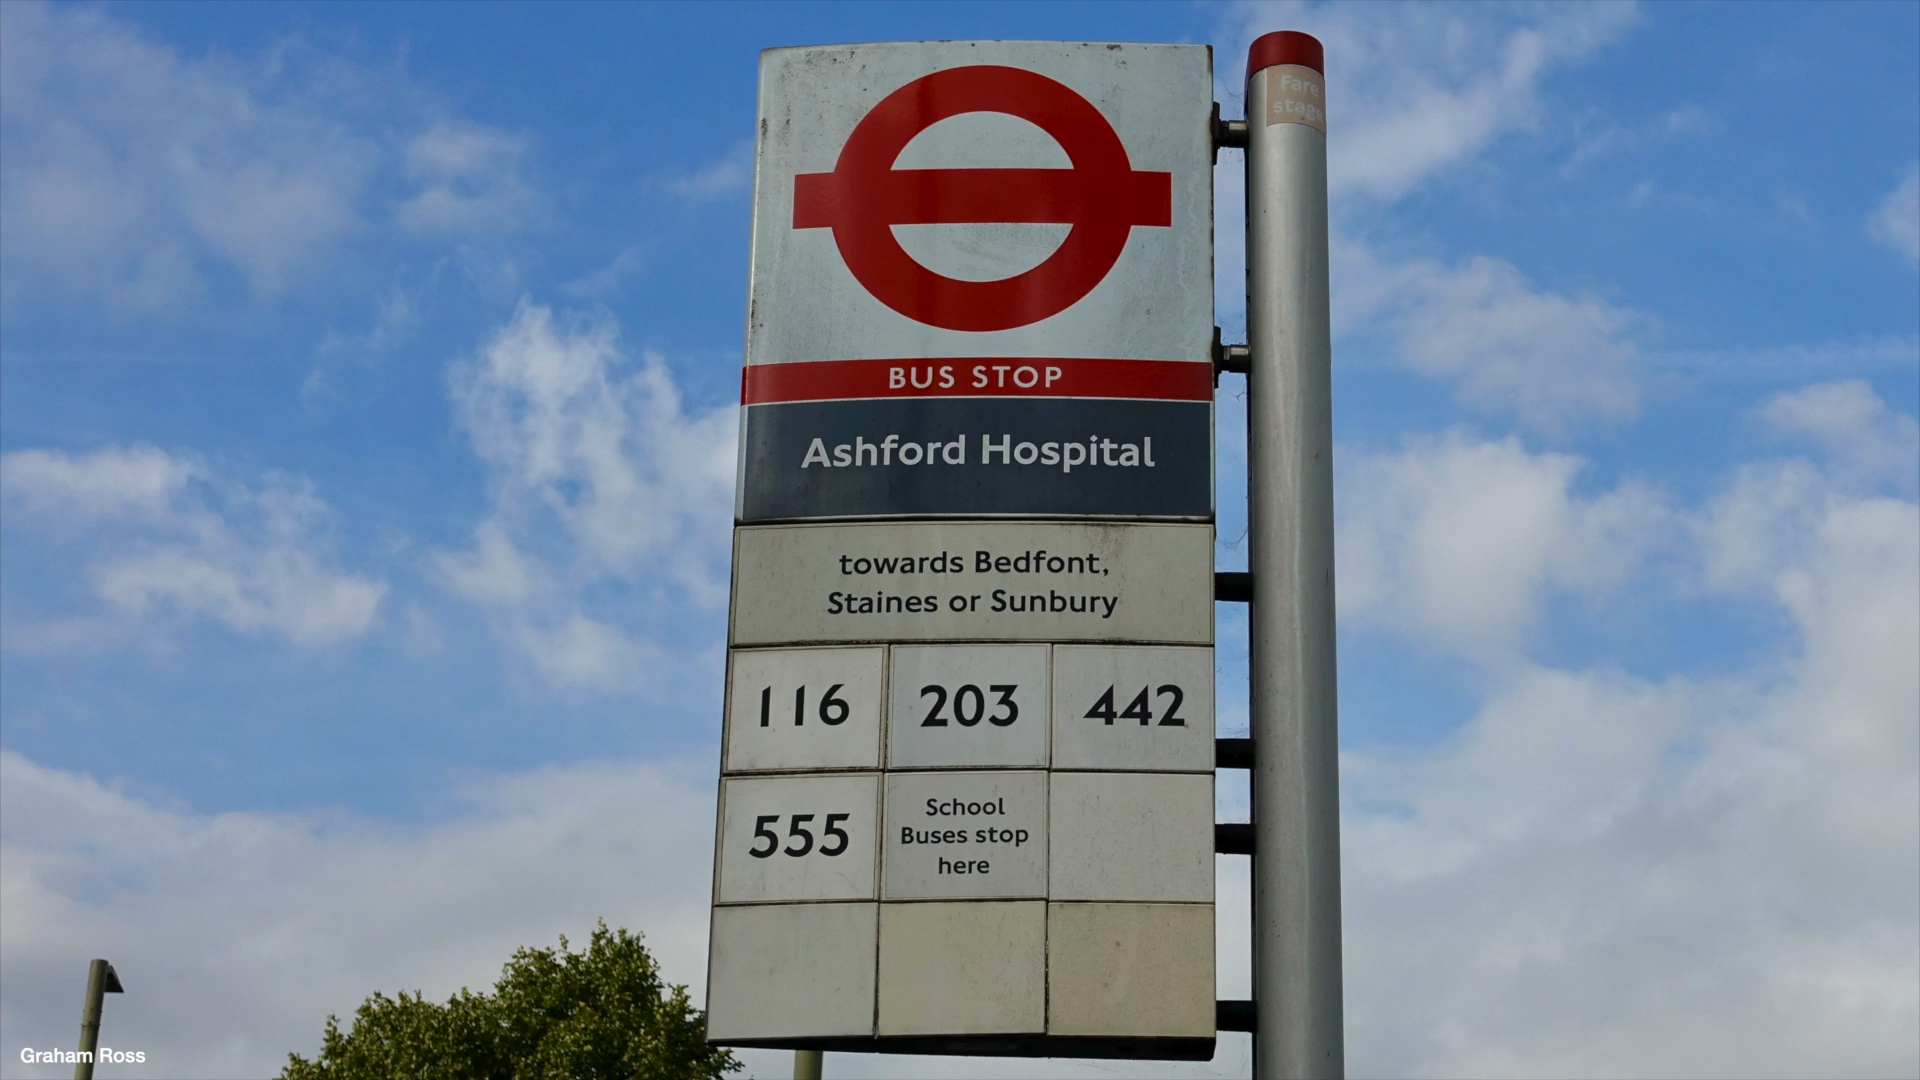 Fare
stage
BUS STOP
Ashford Hospital
towards Bedfont,
Staines or Sunbury
116
203
442
555
School
Buses stop
here
Graham Ross